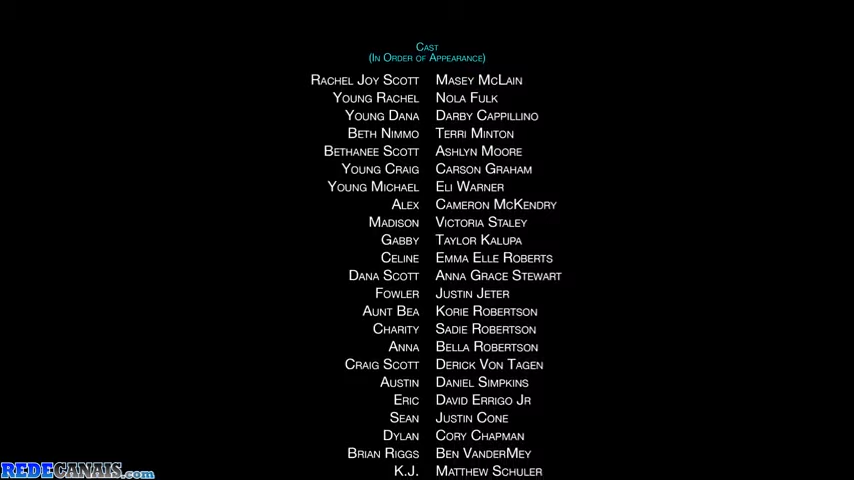 Cast
(In Order of Appearance)
Rachel Joy Scott Masey McLain
Young Rachel Nola Fulk
Young Dana Darby Cappillino
Beth Nimmo Terri Minton
Bethanee Scott Ashlyn Moore
Young Craig Carson Graham
Young Michael Eli Warner
Alex Cameron McKendry
Madison Victoria Staley
Gabby Taylor Kalupa
Celine Emma Elle Roberts
Dana Scott Anna Grace Stewart
Fowler Justin Jeter
Aunt Bea Korie Robertson
Charity Sadie Robertson
Anna Bella Robertson
Craig Scott Derick Von Tagen
Austin Daniel Simpkins
Eric David Errigo Jr
Sean Justin Cone
Dylan Cory Chapman
Brian Riggs Ben VanderMey
K.J. Matthew Schuler
REDECANAIS.com